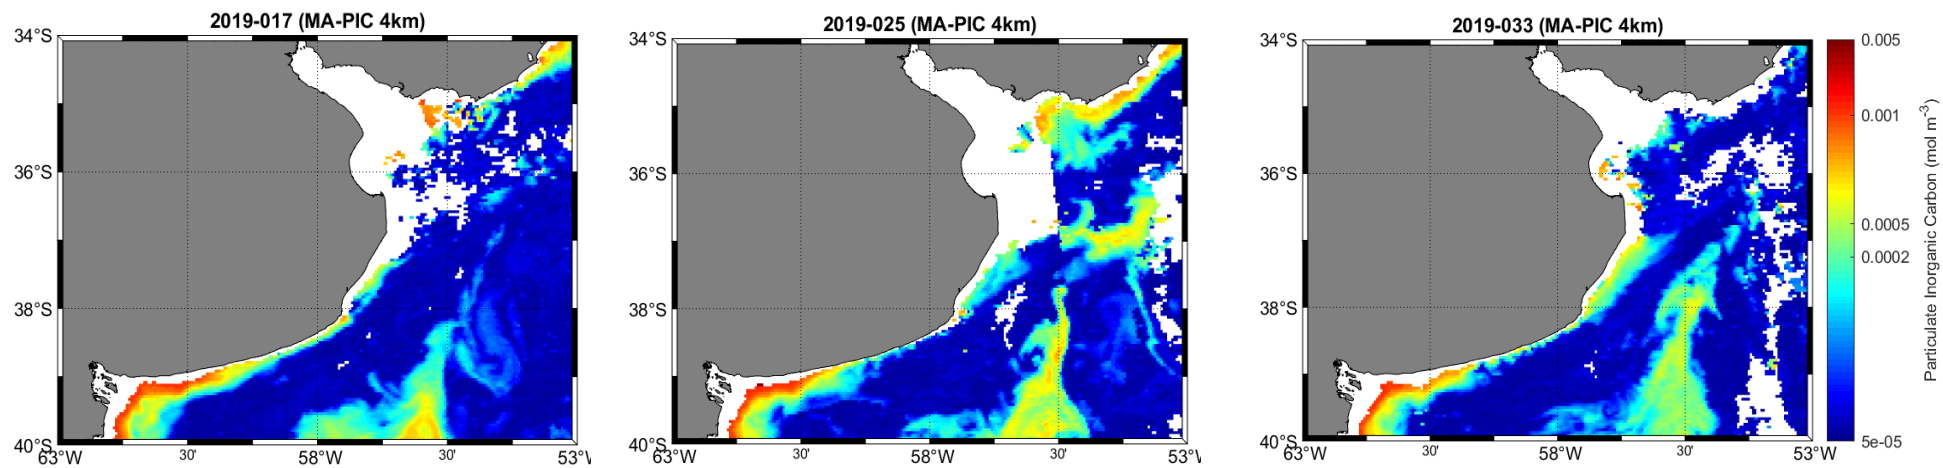 2019-017 (MA-PIC 4km)
34°S
36°S
38°S
40°S
63°W
30'
58°W
30'
53°W
2019-025 (MA-PIC 4km)
34°S
36°S
38°S
40°S
63°W
30'
58°W
30'
53°W
2019-033 (MA-PIC 4km)
34°S
36°S
38°S
40°S
63°W
30'
58°W
30'
53°W
0.005
0.001
0.0005
0.0002
5e-05
Particulate Inorganic Carbon (mol m⁻³)